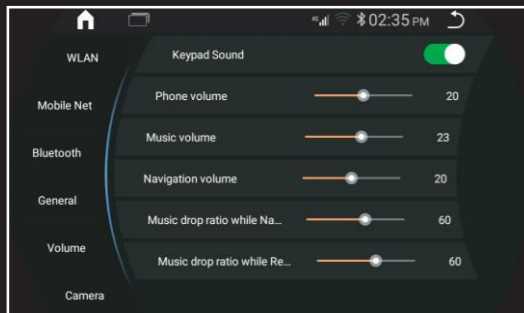 4G 02:35 PM
WLAN
Mobile Net
Bluetooth
General
Volume
Camera
Keypad Sound
Phone volume 20
Music volume 23
Navigation volume 20
Music drop ratio while Na... 60
Music drop ratio while Re... 60